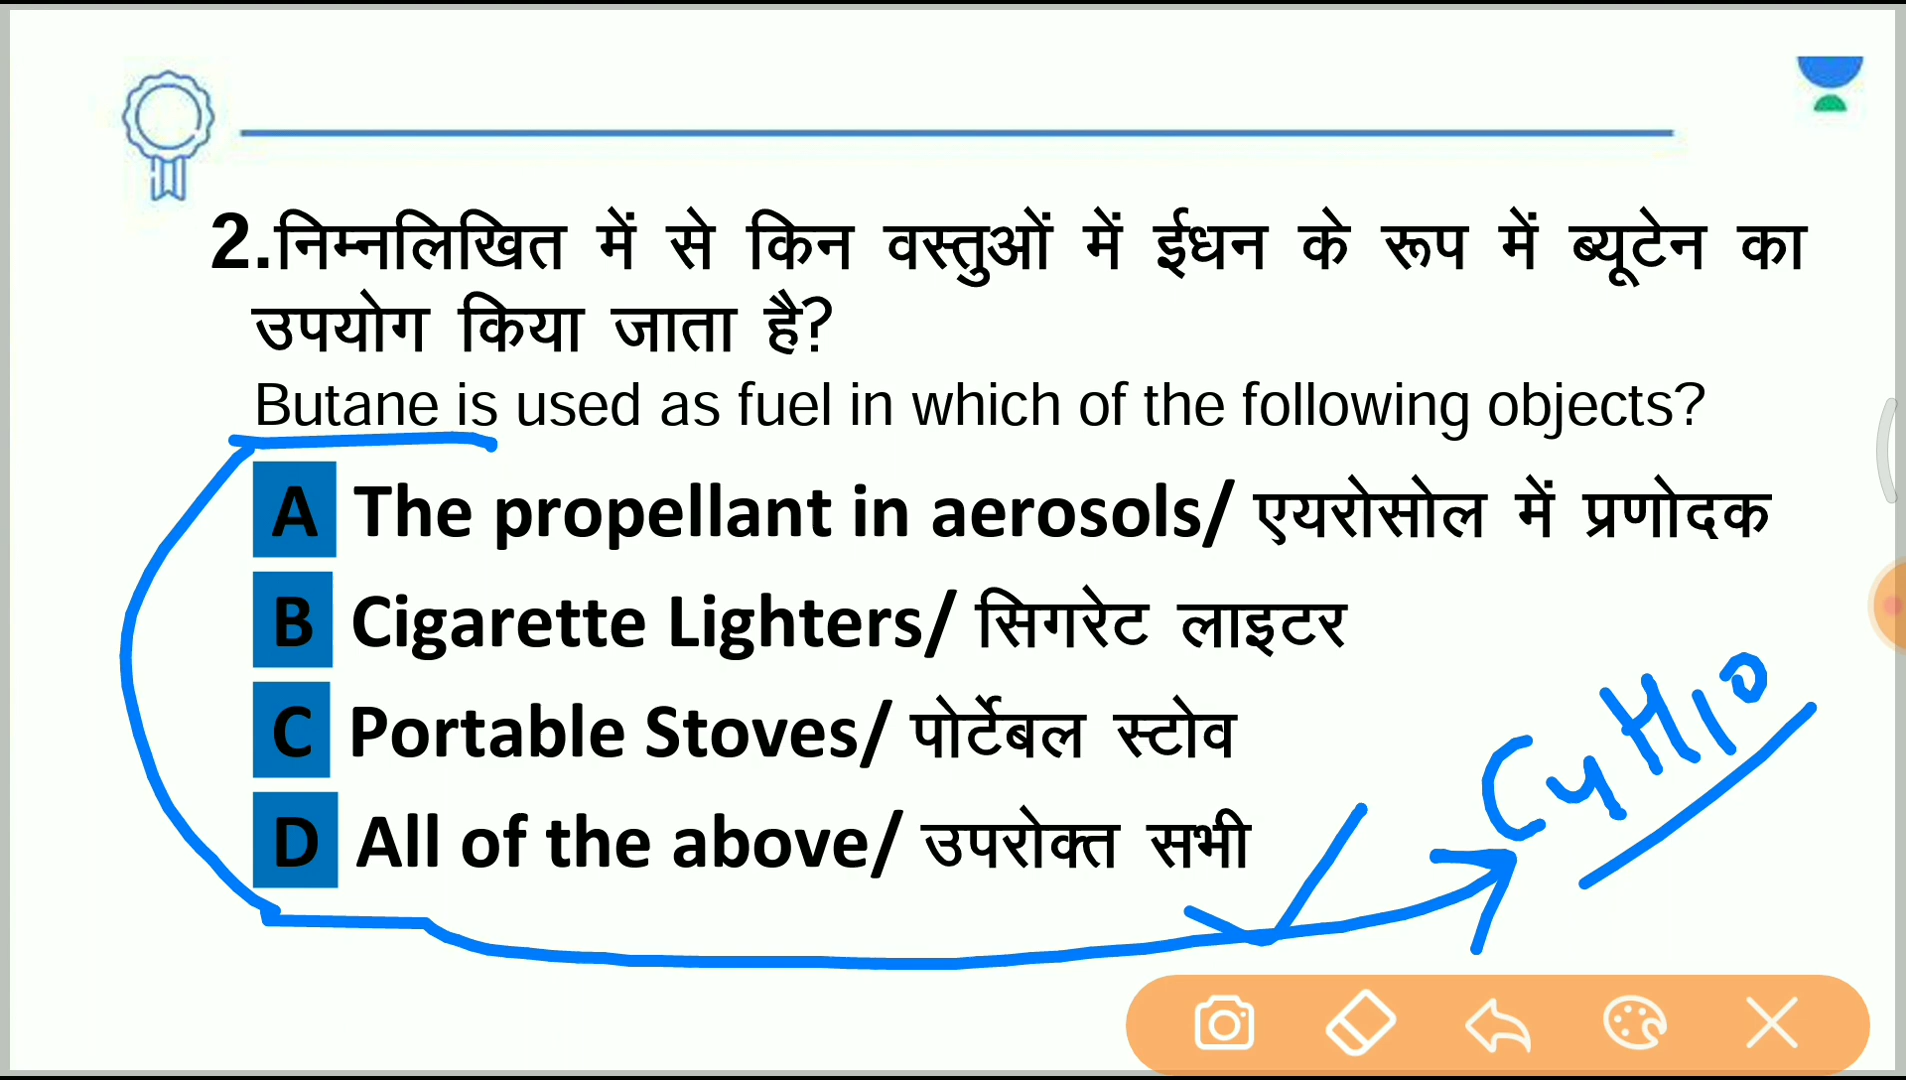 2.निम्नलिखित में से किन वस्तुओं में ईधन के रूप में ब्यूटेन का
उपयोग किया जाता है?
Butane is used as fuel in which of the following objects?
A The propellant in aerosols/ एयरोसोल में प्रणोदक
B Cigarette Lighters/ सिगरेट लाइटर
C Portable Stoves/ पोर्टेबल स्टोव
D All of the above/ उपरोक्त सभी
C4H10